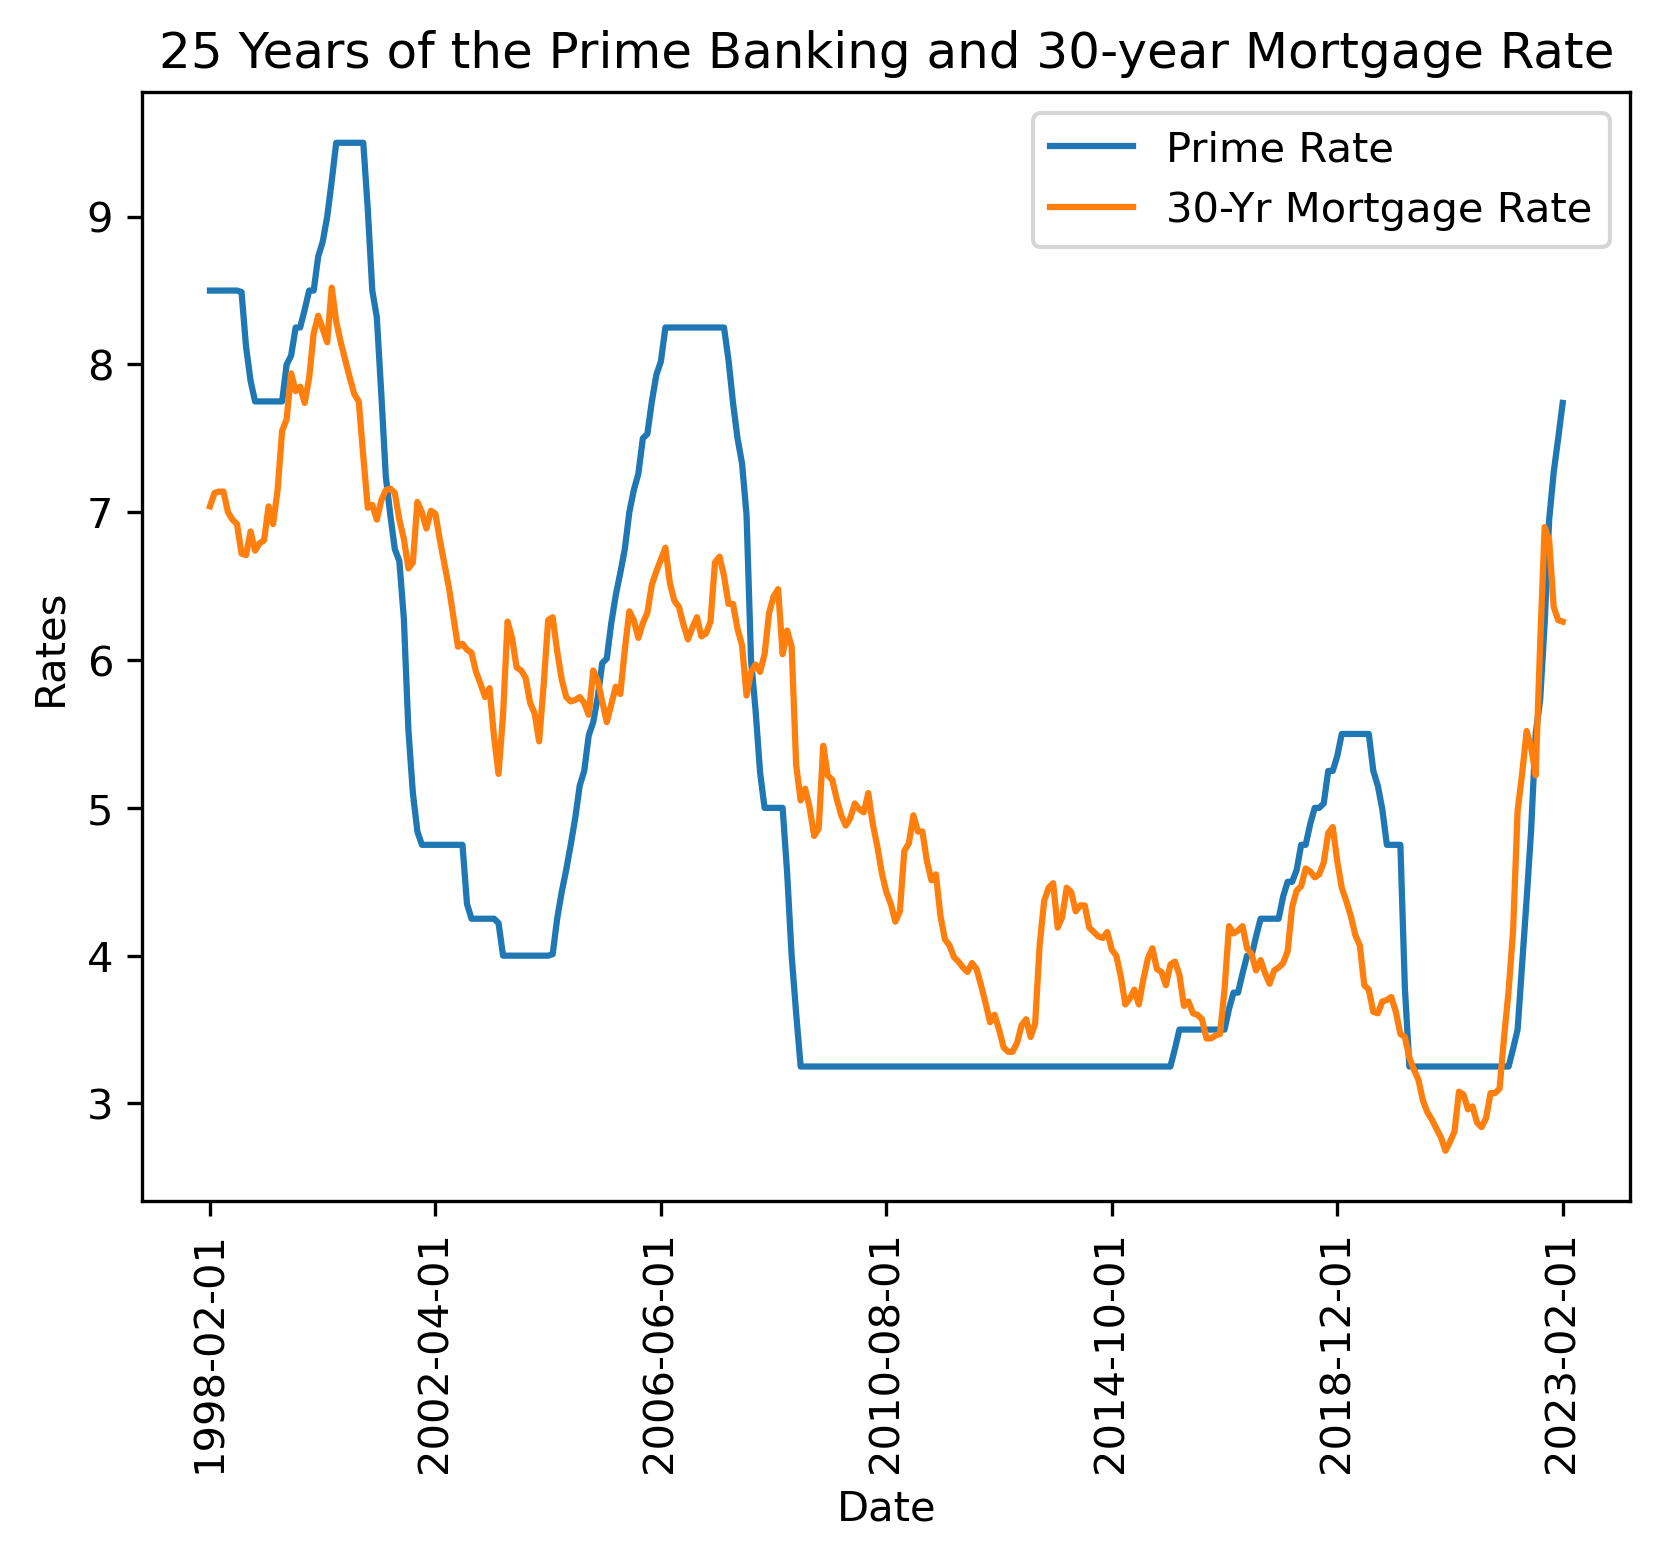 25 Years of the Prime Banking and 30-year Mortgage Rate
Prime Rate
30-Yr Mortgage Rate
Rates
9
8
7
6
5
4
3
1998-02-01
2002-04-01
2006-06-01
2010-08-01
2014-10-01
2018-12-01
2023-02-01
Date